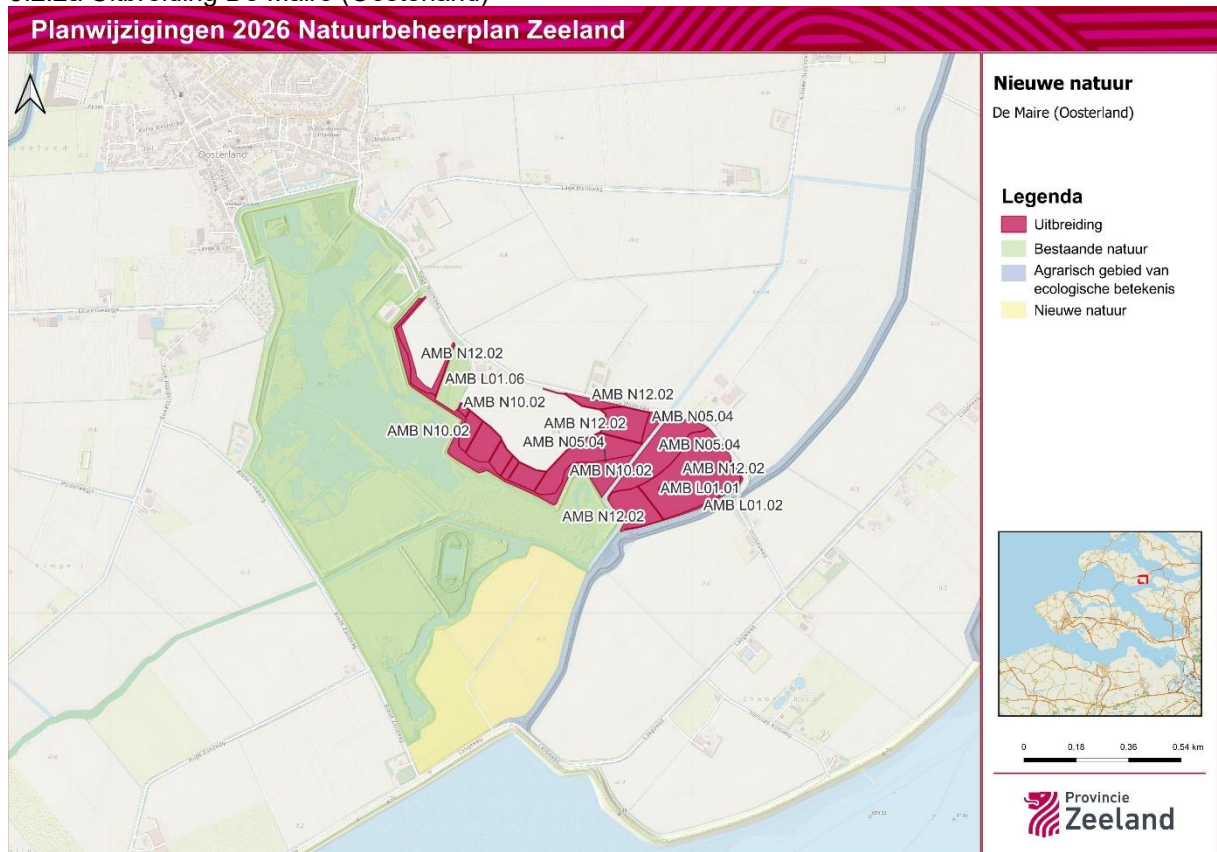 Planwijzigingen 2026 Natuurbeheerplan Zeeland
Nieuwe natuur
De Maire (Oosterland)
Legenda
Uitbreiding
Bestaande natuur
Agrarisch gebied van
ecologische betekenis
Nieuwe natuur
Oosterland
AMB N12.02
AMB L01.06
AMB N10.02
AMB N10.02
AMB N12.02
AMB N12.02
AMB N05.04
AMB N05.04
AMB N05.04
AMB N10.02
AMB N12.02
AMB L01.01
AMB L01.02
AMB N12.02
0 0,18 0,36 0,54 km
Provincie
Zeeland